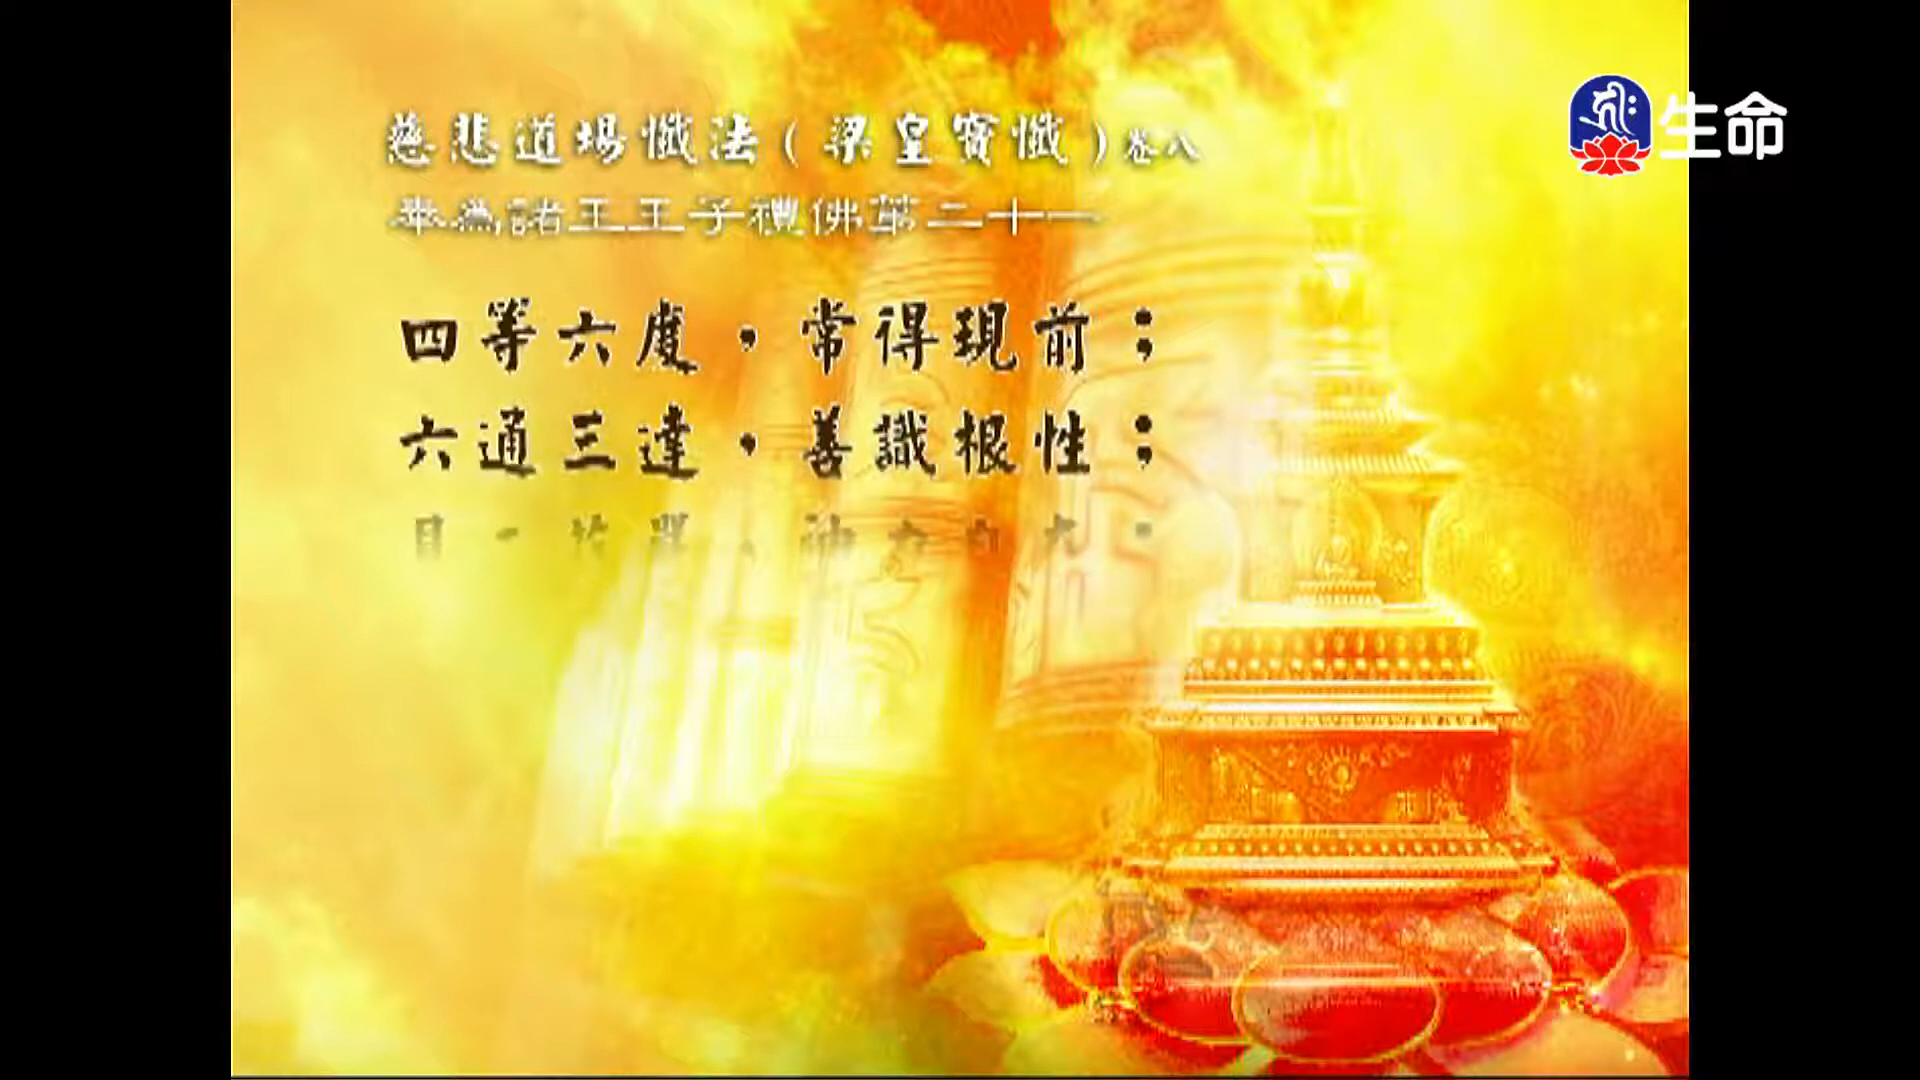 慈悲道場懺法(梁皇寶懺)卷八
生命
奉為諸王王子禮佛第二十一
四等六度，常得現前；
六通三達，善識根性；